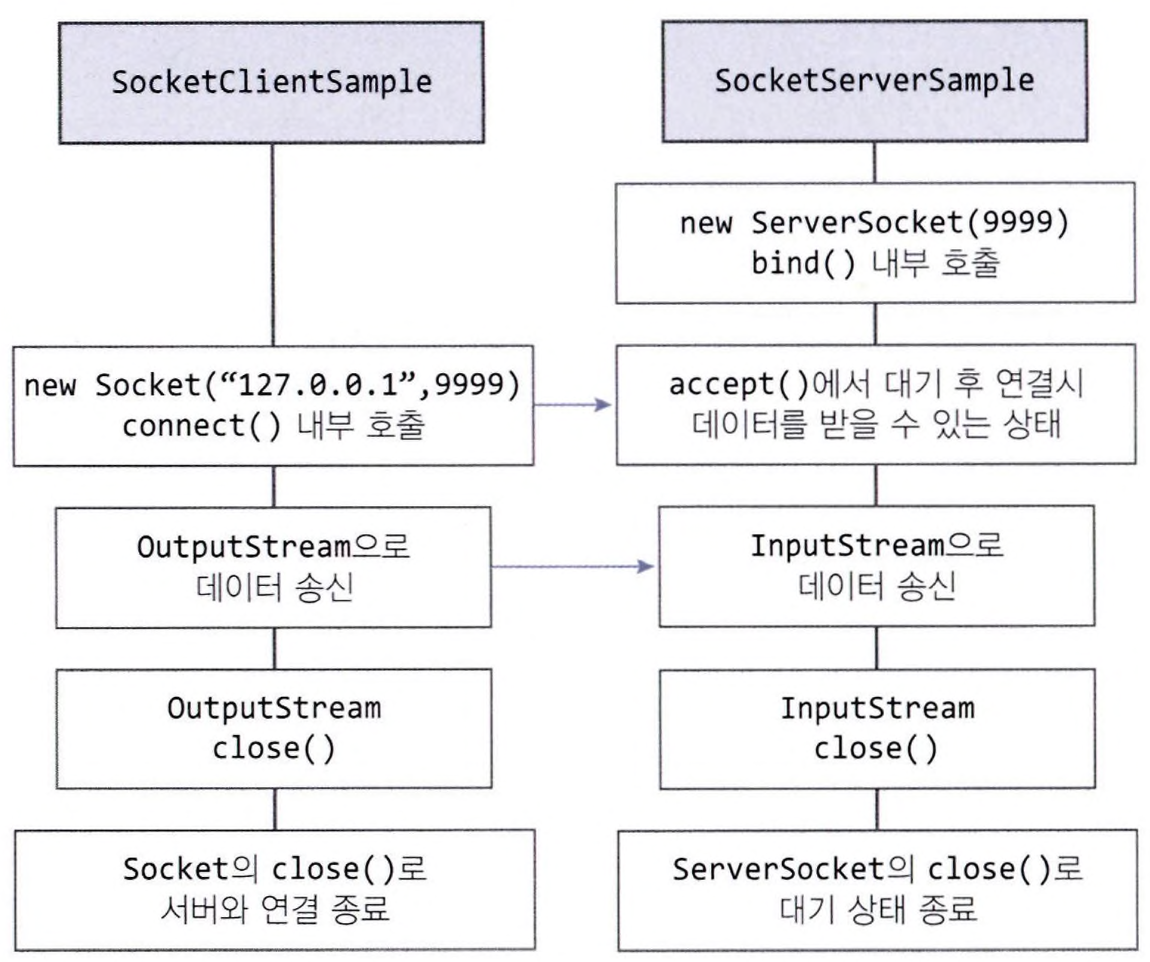 SocketClientSample
SocketServerSample
new ServerSocket(9999)
bind() 내부 호출
new Socket(“127.0.0.1”,9999)
connect() 내부 호출
accept()에서 대기 후 연결시
데이터를 받을 수 있는 상태
OutputStream으로
데이터 송신
InputStream으로
데이터 송신
OutputStream
close()
InputStream
close()
Socket의 close()로
서버와 연결 종료
ServerSocket의 close()로
대기 상태 종료